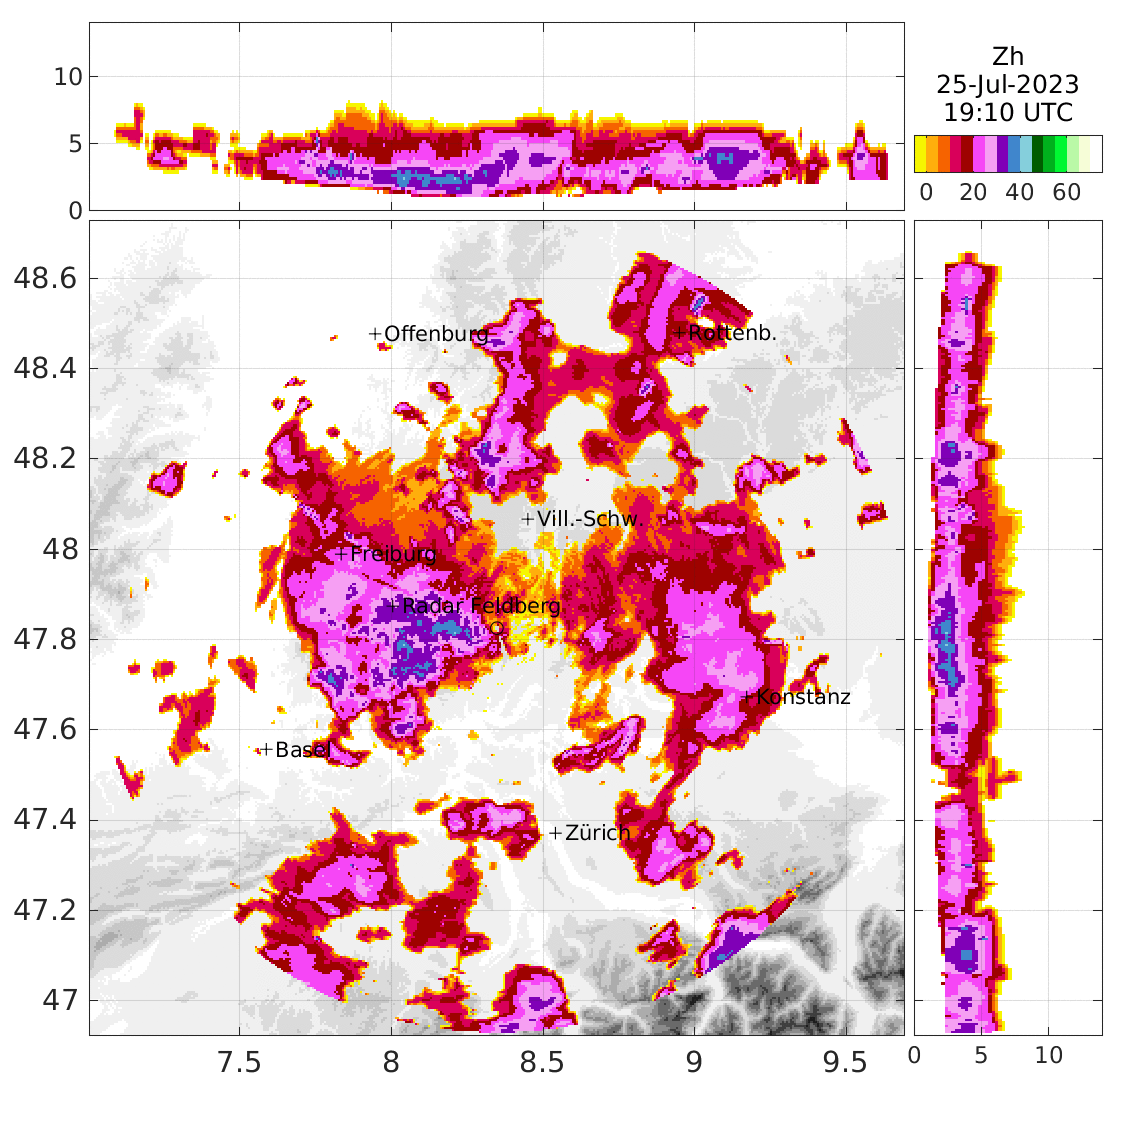 10
5
0
Zh
25-Jul-2023
19:10 UTC
0 20 40 60
48.6
48.4
48.2
48
47.8
47.6
47.4
47.2
47
+Offenburg
+Rottenb.
+Vill.-Schw.
+Freiburg
+Radar Feldberg
+Konstanz
+Basel
+Zürich
7.5 8 8.5 9 9.5
0 5 10